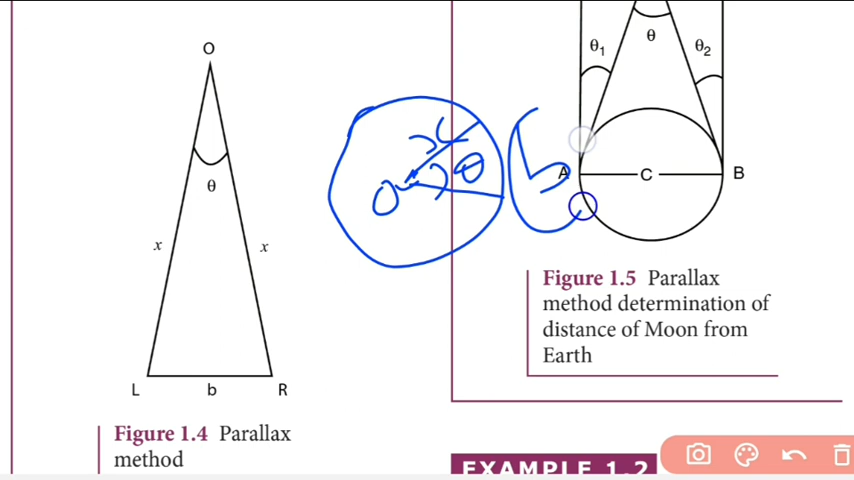 O
θ
x
x
L
b
R
Figure 1.4 Parallax
method
x
O
θ
b
θ
θ1
θ2
A
C
B
Figure 1.5 Parallax
method determination of
distance of Moon from
Earth
EXAMPLE 1.2